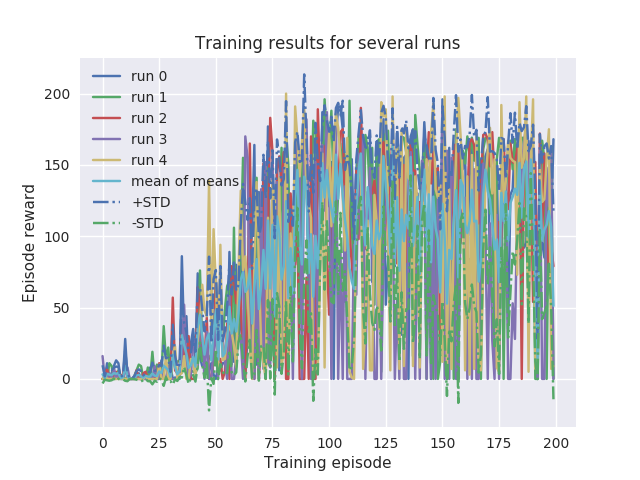 Training results for several runs
run 0
run 1
run 2
run 3
run 4
mean of means
+STD
-STD
200
150
100
50
0
Episode reward
0 25 50 75 100 125 150 175 200
Training episode